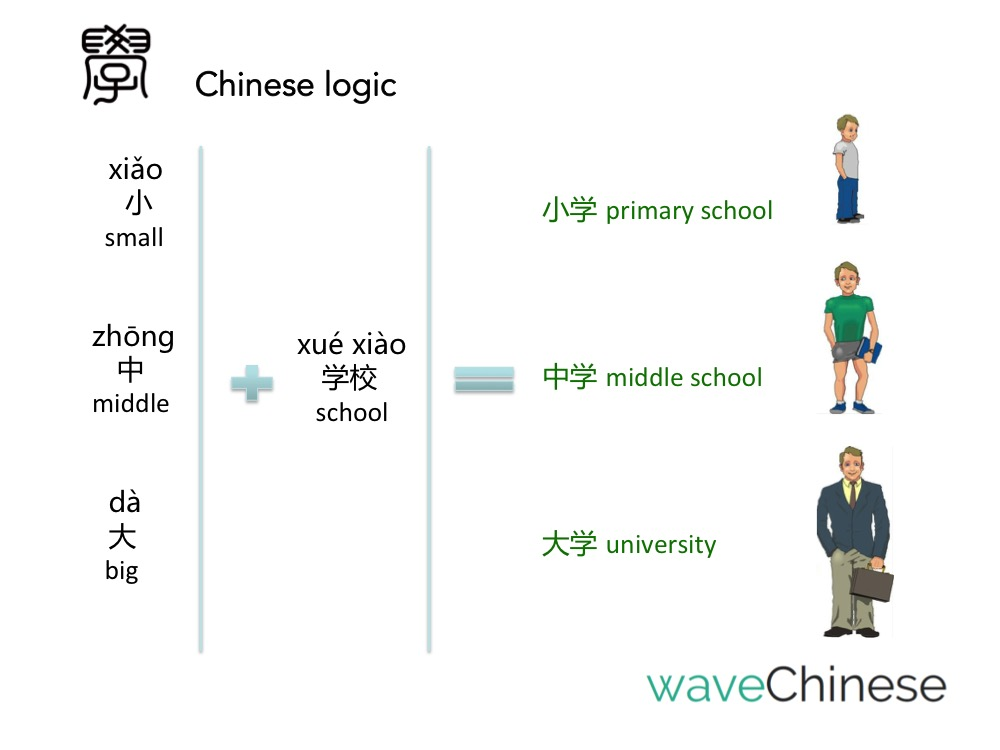 學
Chinese logic
xiǎo
小
small
zhōng
中
middle
dà
大
big
xué xiào
学校
school
小学 primary school
中学 middle school
大学 university
waveChinese